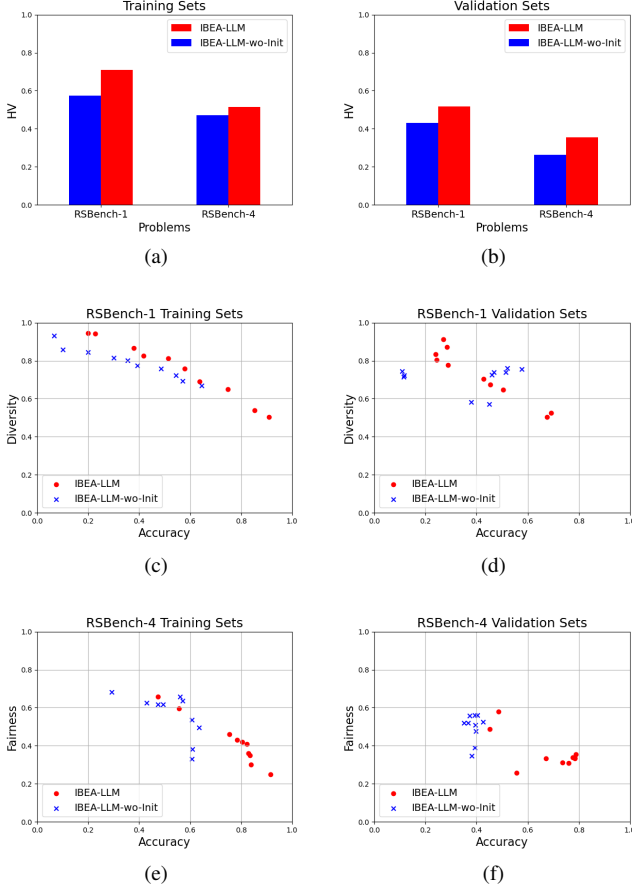 Training Sets
IBEA-LLM
IBEA-LLM-wo-Init
HV
1.0
0.8
0.6
0.4
0.2
0.0
RSBench-1
RSBench-4
Problems
(a)
Validation Sets
IBEA-LLM
IBEA-LLM-wo-Init
HV
1.0
0.8
0.6
0.4
0.2
0.0
RSBench-1
RSBench-4
Problems
(b)
RSBench-1 Training Sets
Diversity
1.0
0.8
0.6
0.4
0.2
0.0
IBEA-LLM
IBEA-LLM-wo-Init
0.0 0.2 0.4 0.6 0.8 1.0
Accuracy
(c)
RSBench-1 Validation Sets
Diversity
1.0
0.8
0.6
0.4
0.2
0.0
IBEA-LLM
IBEA-LLM-wo-Init
0.0 0.2 0.4 0.6 0.8 1.0
Accuracy
(d)
RSBench-4 Training Sets
Fairness
1.0
0.8
0.6
0.4
0.2
0.0
IBEA-LLM
IBEA-LLM-wo-Init
0.0 0.2 0.4 0.6 0.8 1.0
Accuracy
(e)
RSBench-4 Validation Sets
Fairness
1.0
0.8
0.6
0.4
0.2
0.0
IBEA-LLM
IBEA-LLM-wo-Init
0.0 0.2 0.4 0.6 0.8 1.0
Accuracy
(f)